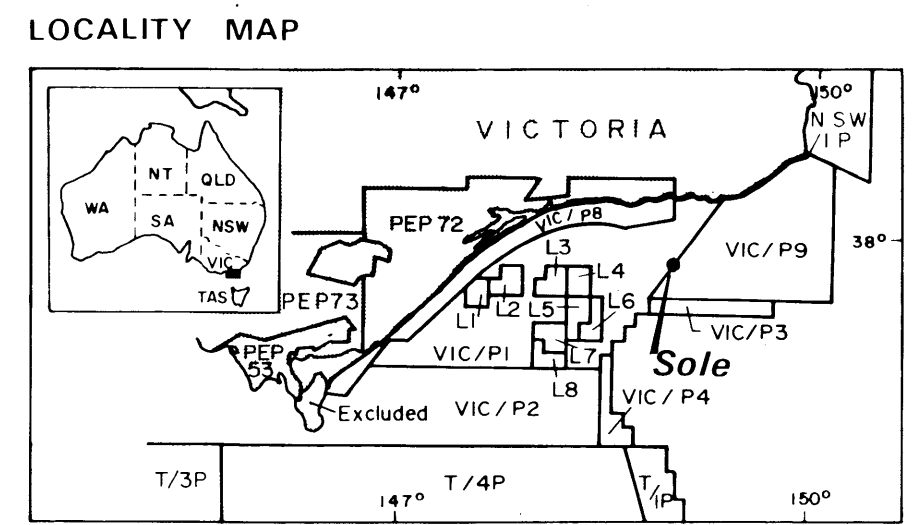 LOCALITY MAP
147°
150°
VICTORIA
NSW
1P
NT
QLD
WA
SA
NSW
VIC
TAS
PEP 72
VIC/P8
38°
VIC/P9
L3
L4
PEP73
L1
L2
L5
L6
VIC/P3
PEP
53
VIC/P1
L7
Sole
L8
VIC/P4
Excluded
VIC/P2
T/3P
T/4P
T/1P
147°
150°